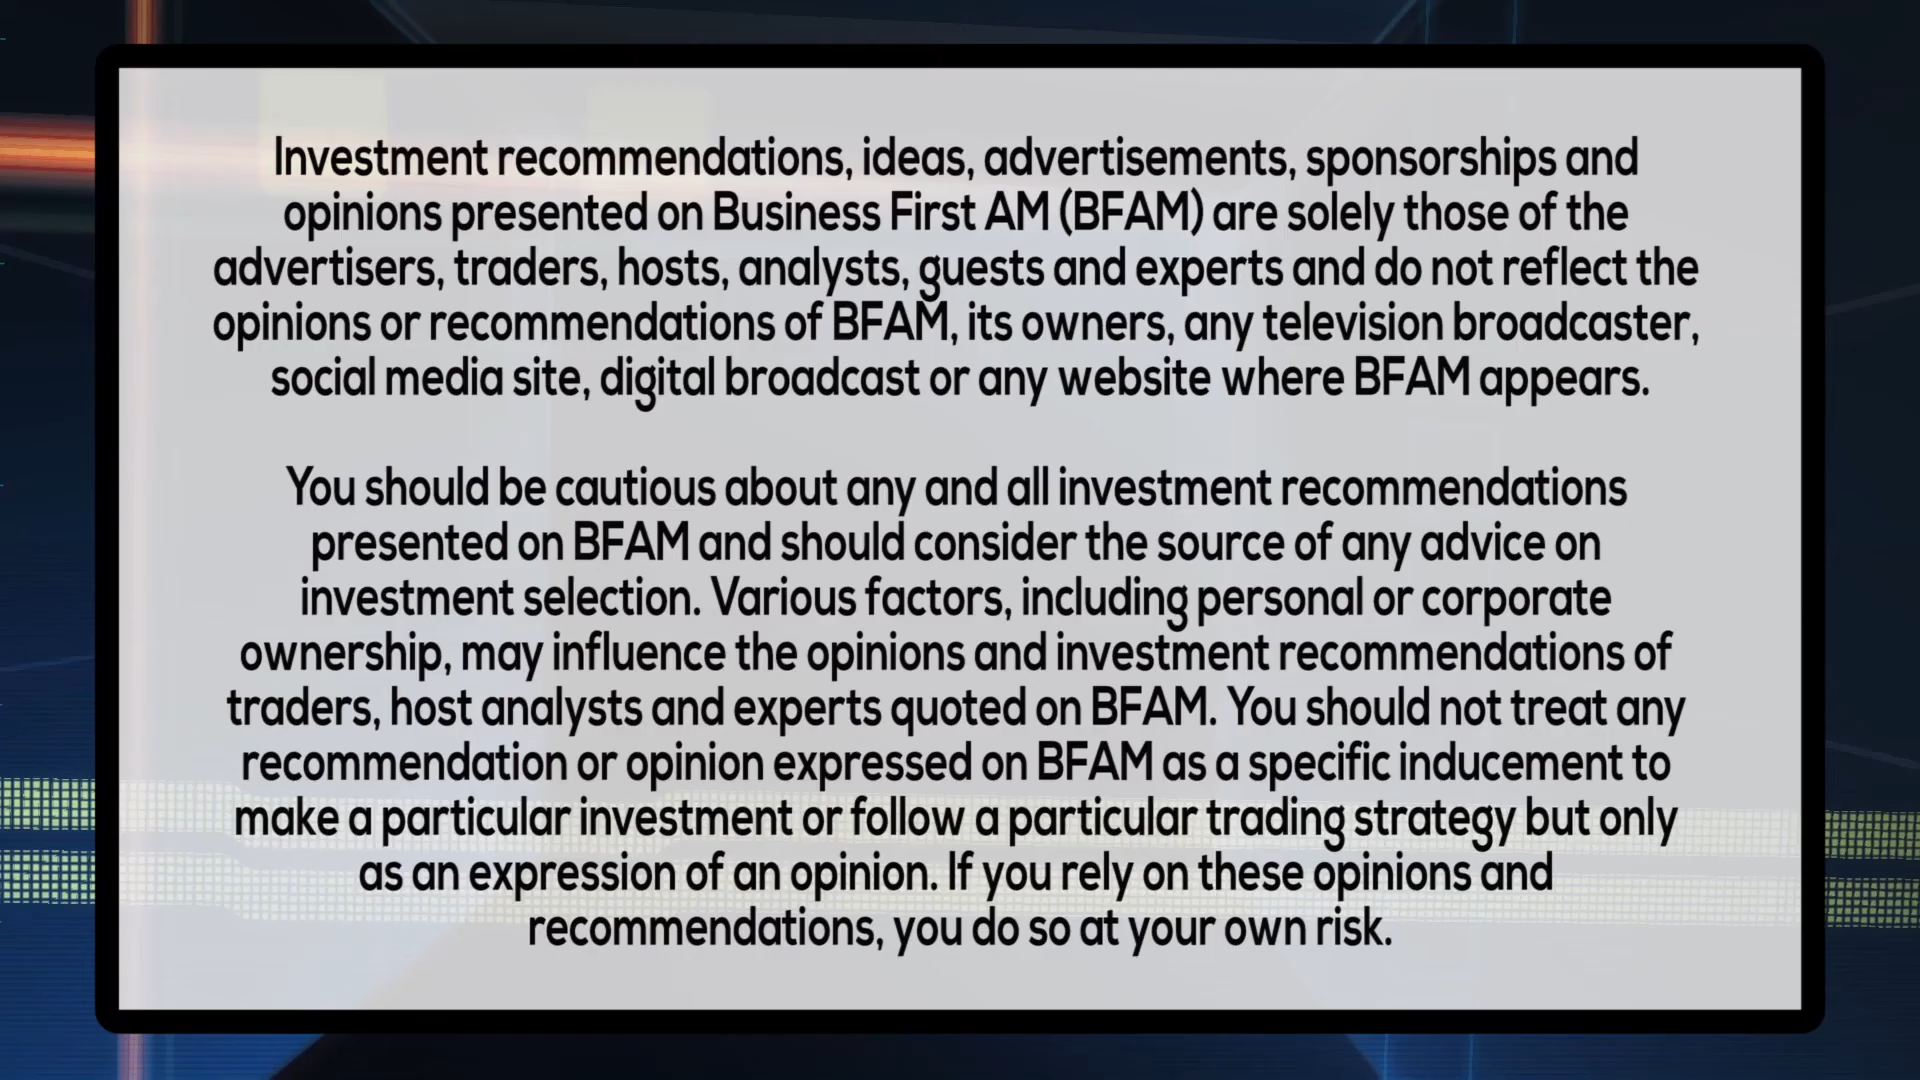 Investment recommendations, ideas, advertisements, sponsorships and
opinions presented on Business First AM (BFAM) are solely those of the
advertisers, traders, hosts, analysts, guests and experts and do not reflect the
opinions or recommendations of BFAM, its owners, any television broadcaster,
social media site, digital broadcast or any website where BFAM appears.
You should be cautious about any and all investment recommendations
presented on BFAM and should consider the source of any advice on
investment selection. Various factors, including personal or corporate
ownership, may influence the opinions and investment recommendations of
traders, host analysts and experts quoted on BFAM. You should not treat any
recommendation or opinion expressed on BFAM as a specific inducement to
make a particular investment or follow a particular trading strategy but only
as an expression of an opinion. If you rely on these opinions and
recommendations, you do so at your own risk.